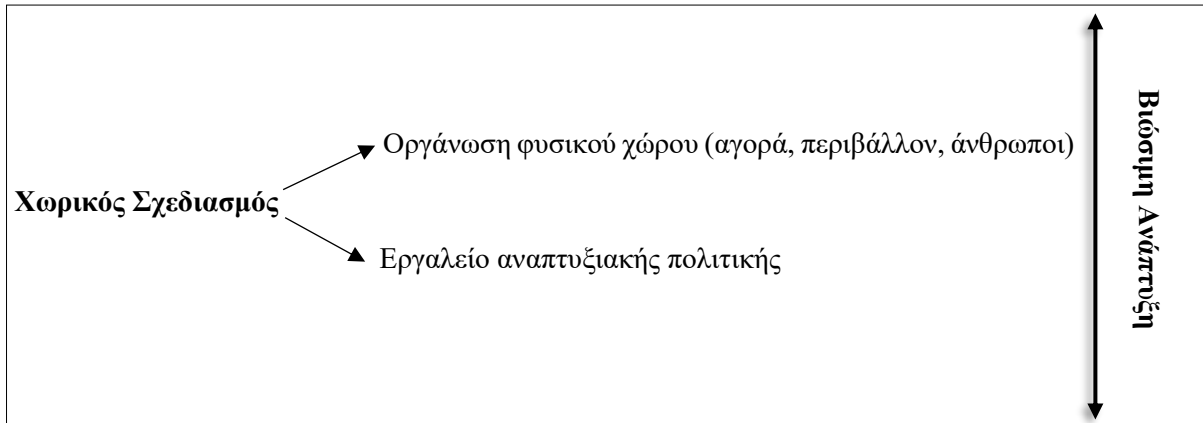 Οργάνωση φυσικού χώρου (αγορά, περιβάλλον, άνθρωποι)
Χωρικός Σχεδιασμός
Εργαλείο αναπτυξιακής πολιτικής
Βιώσιμη Ανάπτυξη